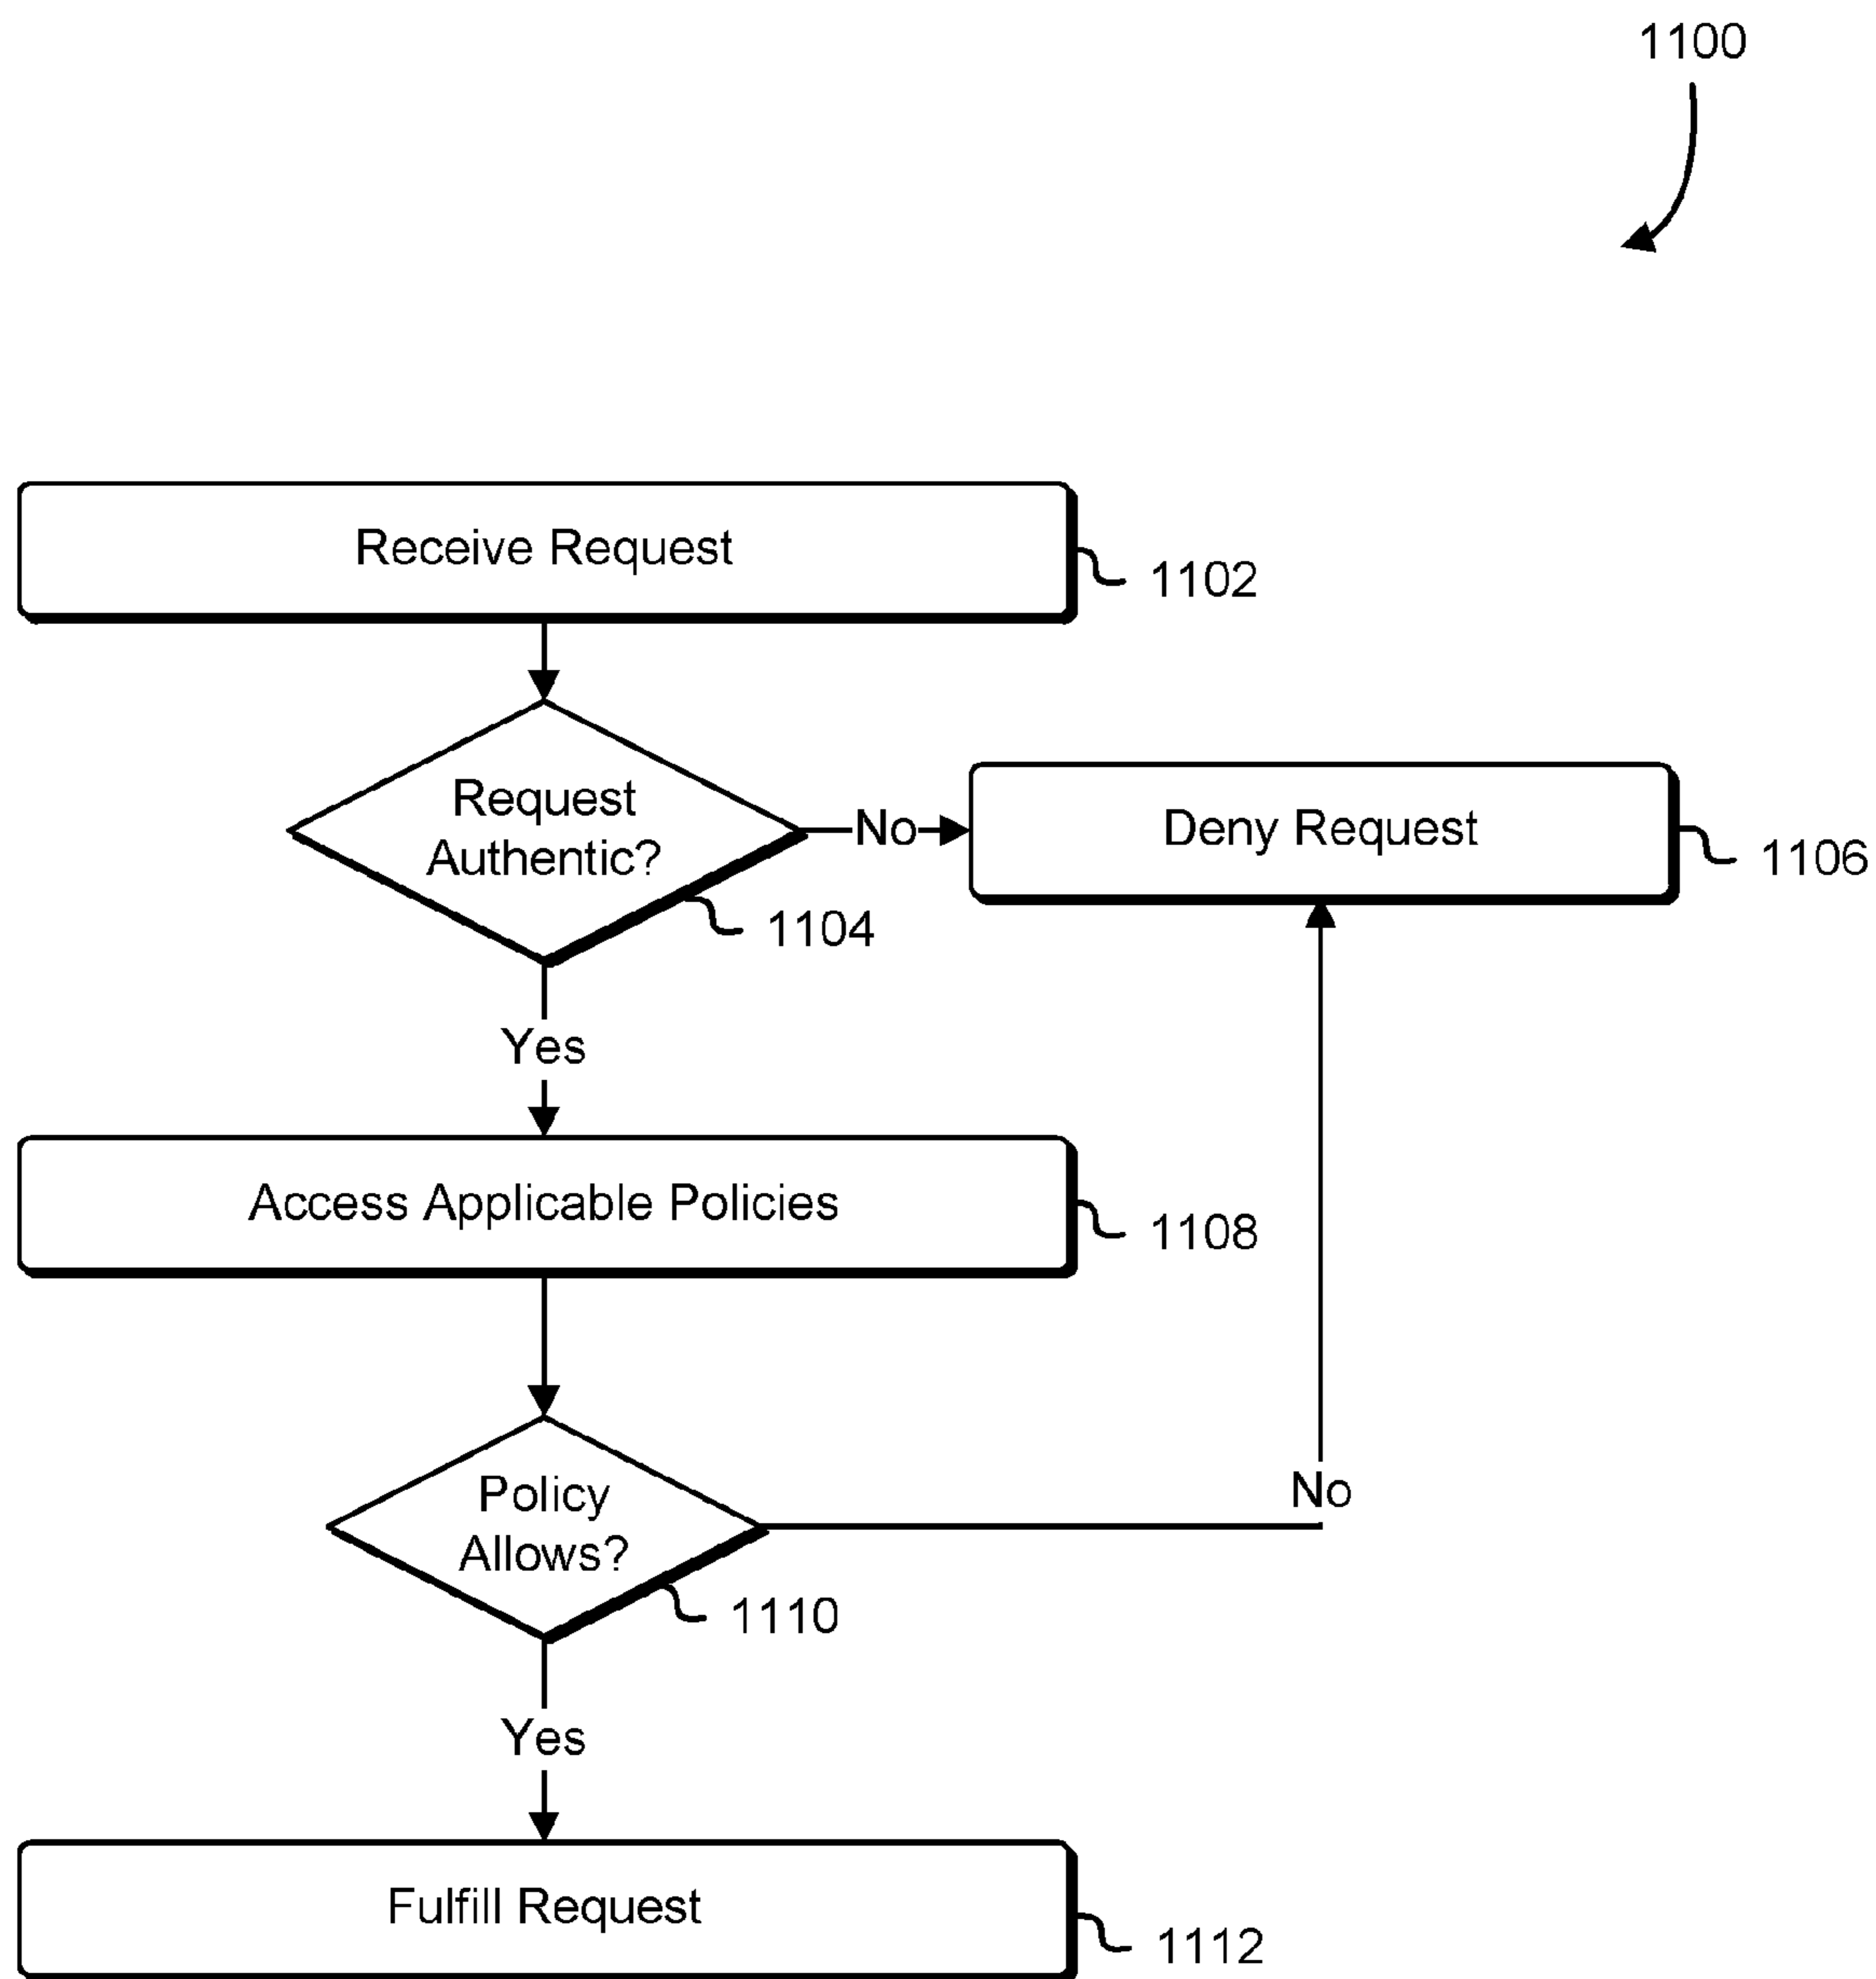 1100
Receive Request
1102
Request
Authentic?
No
Deny Request
1106
1104
Yes
Access Applicable Policies
1108
Policy
Allows?
No
1110
Yes
Fulfill Request
1112